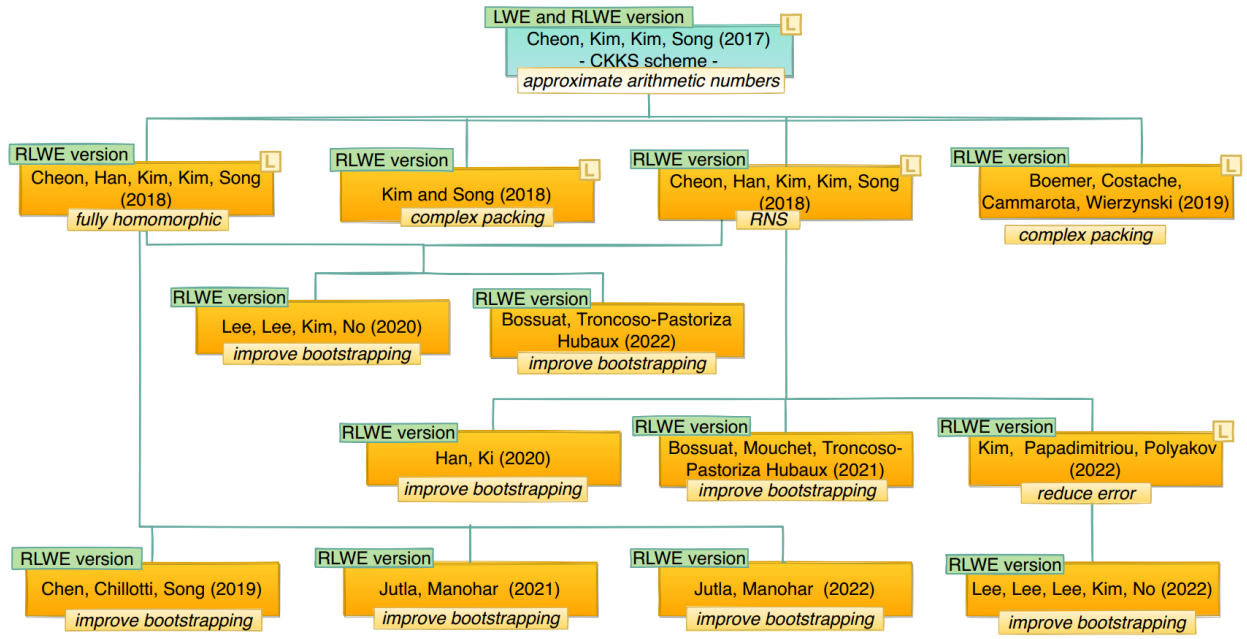 LWE and RLWE version
L
Cheon, Kim, Kim, Song (2017)
- CKKS scheme -
approximate arithmetic numbers
RLWE version
L
Cheon, Han, Kim, Kim, Song
(2018)
fully homomorphic
RLWE version
L
Kim and Song (2018)
complex packing
RLWE version
L
Cheon, Han, Kim, Kim, Song
(2018)
RNS
RLWE version
L
Boemer, Costache,
Cammarota, Wierzynski (2019)
complex packing
RLWE version
Lee, Lee, Kim, No (2020)
improve bootstrapping
RLWE version
Bossuat, Troncoso-Pastoriza
Hubaux (2022)
improve bootstrapping
RLWE version
Han, Ki (2020)
improve bootstrapping
RLWE version
Bossuat, Mouchet, Troncoso-
Pastoriza Hubaux (2021)
improve bootstrapping
RLWE version
L
Kim, Papadimitriou, Polyakov
(2022)
reduce error
RLWE version
Chen, Chillotti, Song (2019)
improve bootstrapping
RLWE version
Jutla, Manohar (2021)
improve bootstrapping
RLWE version
Jutla, Manohar (2022)
improve bootstrapping
RLWE version
Lee, Lee, Lee, Kim, No (2022)
improve bootstrapping